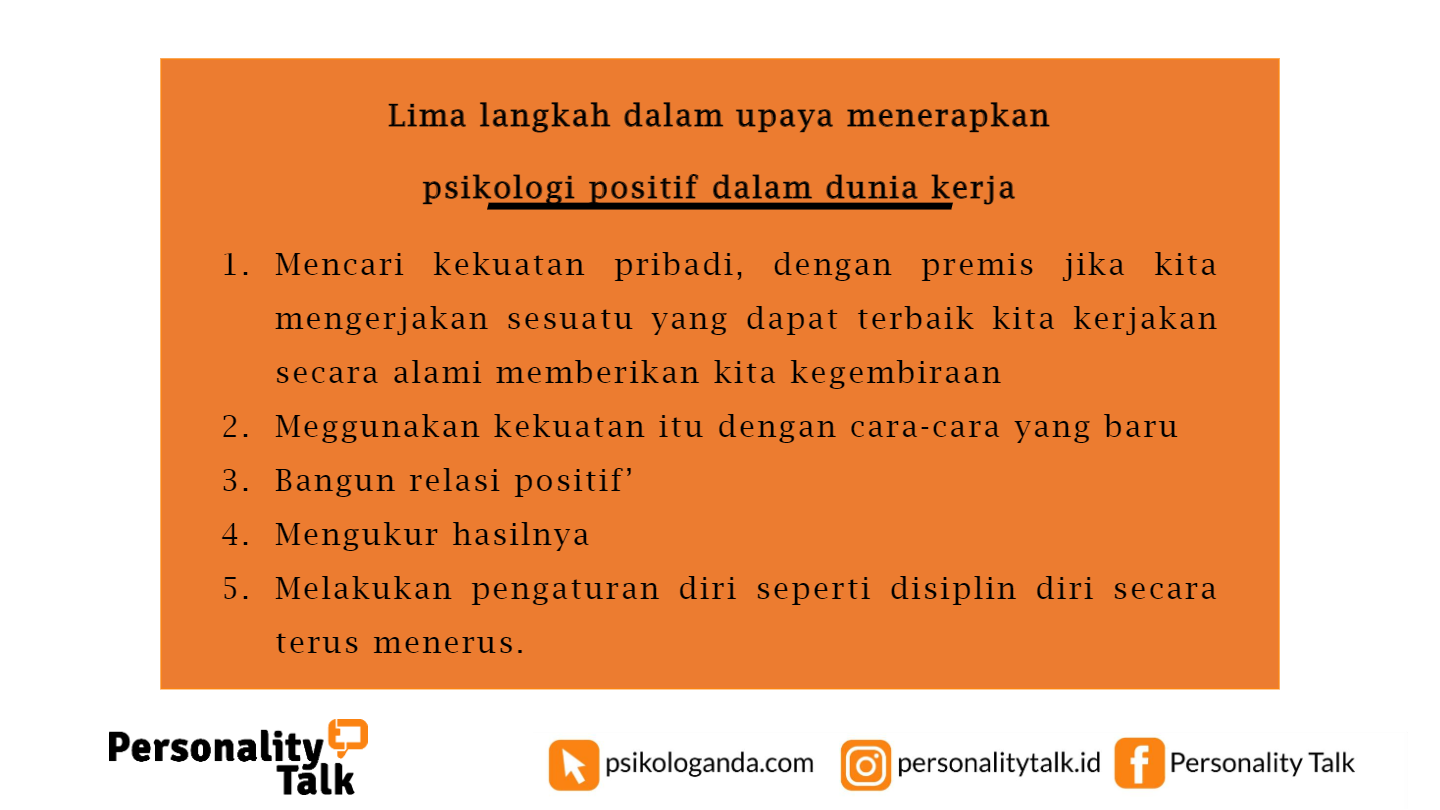 Lima langkah dalam upaya menerapkan
psikologi positif dalam dunia kerja
1. Mencari kekuatan pribadi, dengan premis jika kita
mengerjakan sesuatu yang dapat terbaik kita kerjakan
secara alami memberikan kita kegembiraan
2. Meggunakan kekuatan itu dengan cara-cara yang baru
3. Bangun relasi positif’
4. Mengukur hasilnya
5. Melakukan pengaturan diri seperti disiplin diri secara
terus menerus.
Personality
Talk
psikologanda.com
personalitytalk.id
Personality Talk